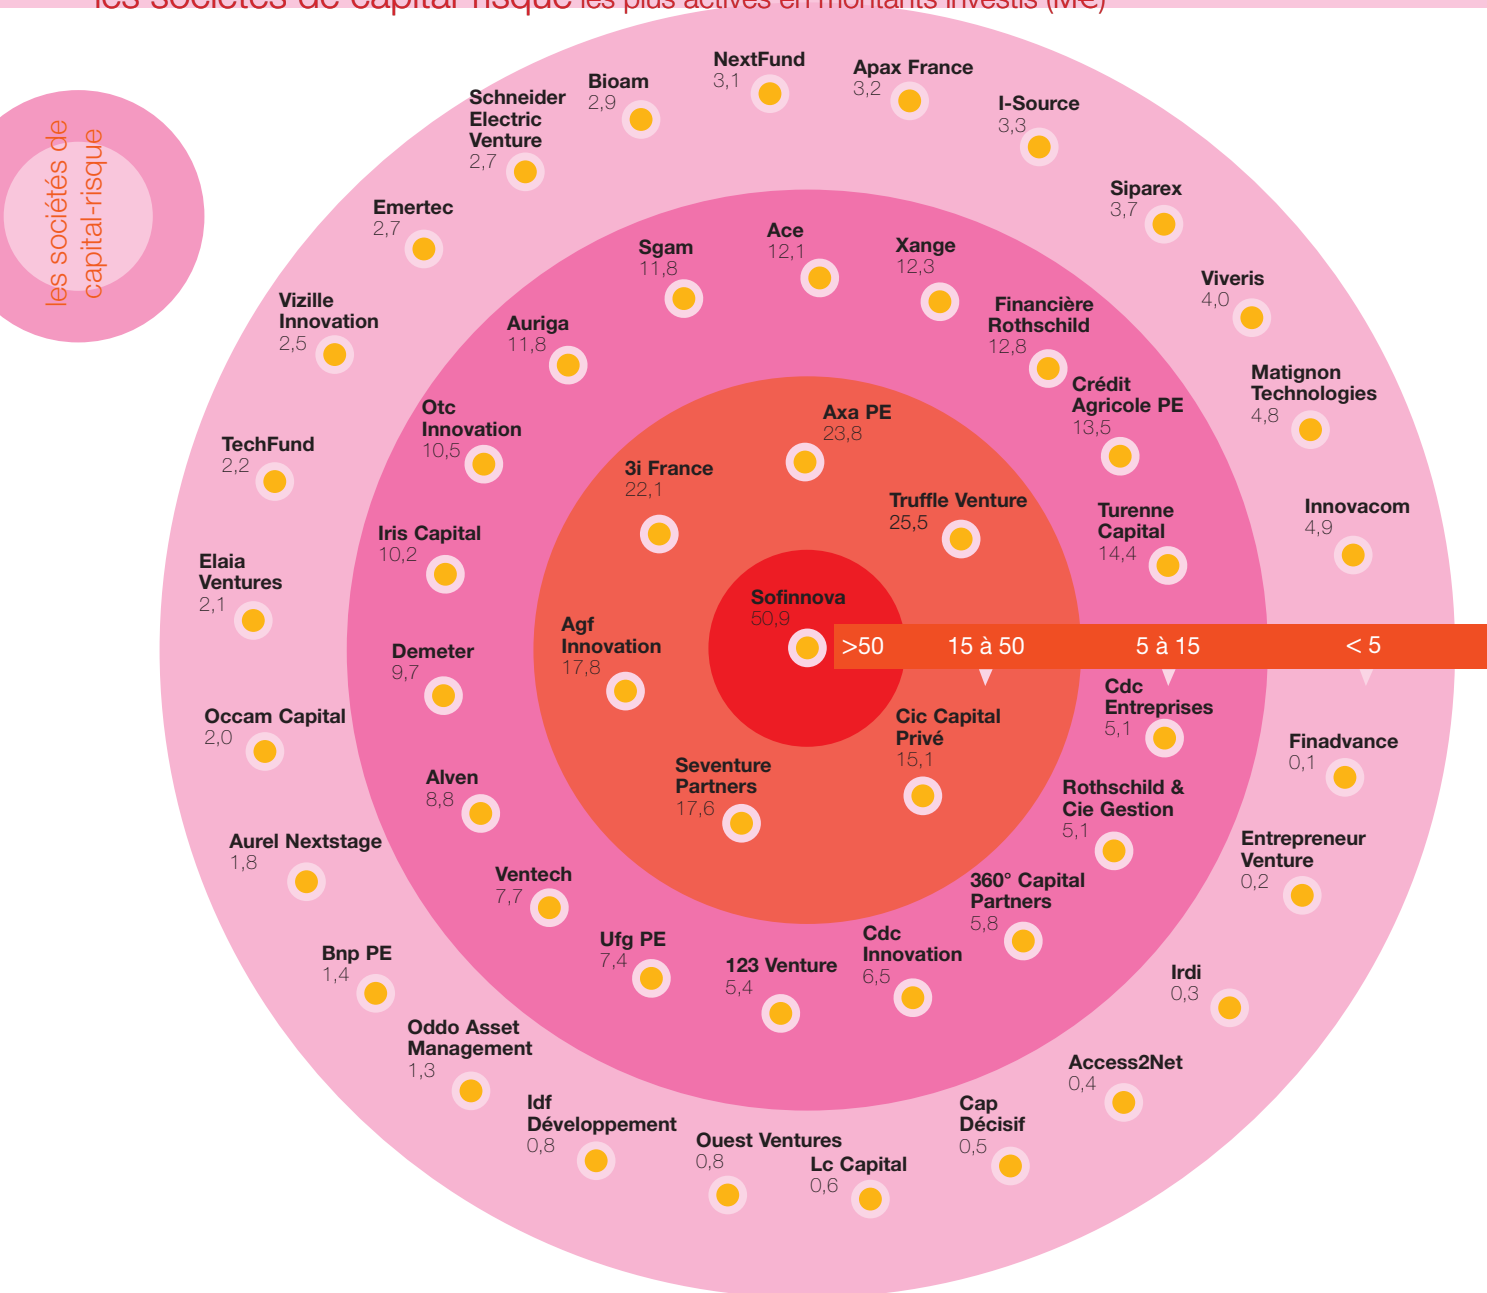 les sociétés de capital-risque les plus actives en montants investis (M€)
les sociétés de
capital-risque
NextFund
3,1
Apax France
3,2
I-Source
3,3
Siparex
3,7
Viveris
4,0
Matignon
Technologies
4,8
Innovacom
4,9
Bioam
2,9
Schneider
Electric
Venture
2,7
Emertec
2,7
Vizille
Innovation
2,5
TechFund
2,2
Elaia
Ventures
2,1
Occam Capital
2,0
Aurel Nextstage
1,8
Bnp PE
1,4
Oddo Asset
Management
1,3
Idf
Développement
0,8
Ouest Ventures
0,8
Lc Capital
0,6
Cap
Décisif
0,5
Access2Net
0,4
Irdi
0,3
Entrepreneur
Venture
0,2
Finadvance
0,1
Sgam
11,8
Ace
12,1
Xange
12,3
Financière
Rothschild
12,8
Crédit
Agricole PE
13,5
Turenne
Capital
14,4
Auriga
11,8
Otc
Innovation
10,5
Iris Capital
10,2
Demeter
9,7
Alven
8,8
Ventech
7,7
Ufg PE
7,4
123 Venture
5,4
Cdc
Innovation
6,5
360° Capital
Partners
5,8
Rothschild &
Cie Gestion
5,1
Cdc
Entreprises
5,1
Axa PE
23,8
3i France
22,1
Truffle Venture
25,5
Agf
Innovation
17,8
Seventure
Partners
17,6
Cic Capital
Privé
15,1
Sofinnova
50,9
>50
15 à 50
5 à 15
< 5